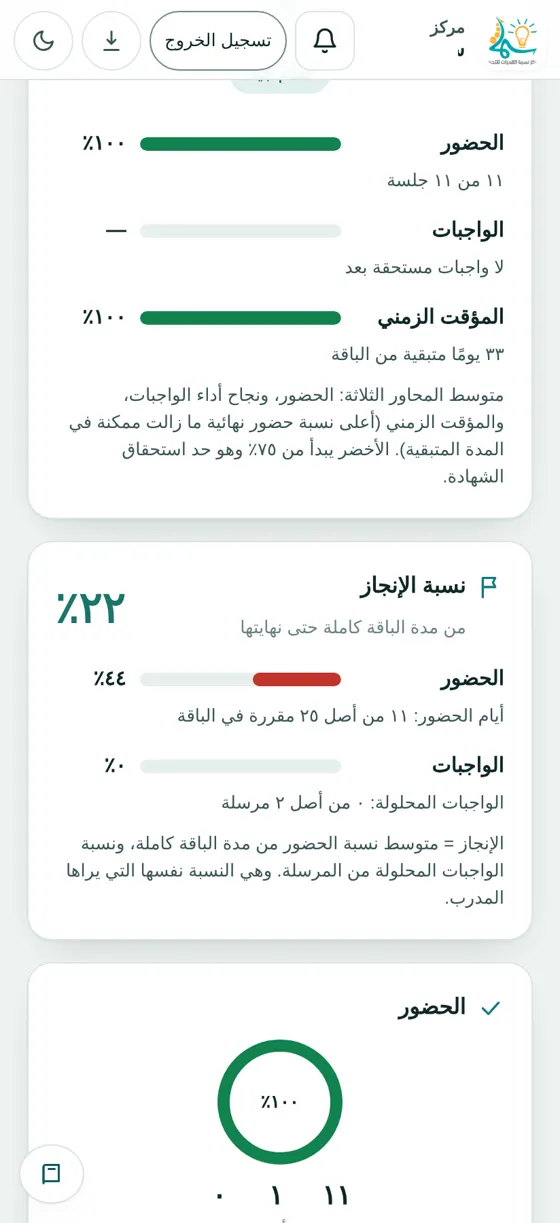 مركز
تسجيل الخروج
الحضور
٪١٠٠
١١ من ١١ جلسة
الواجبات
—
لا واجبات مستحقة بعد
المؤقت الزمني
٪١٠٠
٣٣ يومًا متبقية من الباقة
متوسط المحاور الثلاثة: الحضور، ونجاح أداء الواجبات،
والمؤقت الزمني (أعلى نسبة حضور نهائية ما زالت ممكنة في
المدة المتبقية). الأخضر يبدأ من ٧٥٪ وهو حد استحقاق
الشهادة.
نسبة الإنجاز
٪٢٢
من مدة الباقة كاملة حتى نهايتها
الحضور
٪٤٤
أيام الحضور: ١١ من أصل ٢٥ مقررة في الباقة
الواجبات
٪٠
الواجبات المحلولة: ٠ من أصل ٢ مرسلة
الإنجاز = متوسط نسبة الحضور من مدة الباقة كاملة، ونسبة
الواجبات المحلولة من المرسلة. وهي النسبة نفسها التي يراها
المدرب.
الحضور
٪١٠٠
١١ ١ ٠